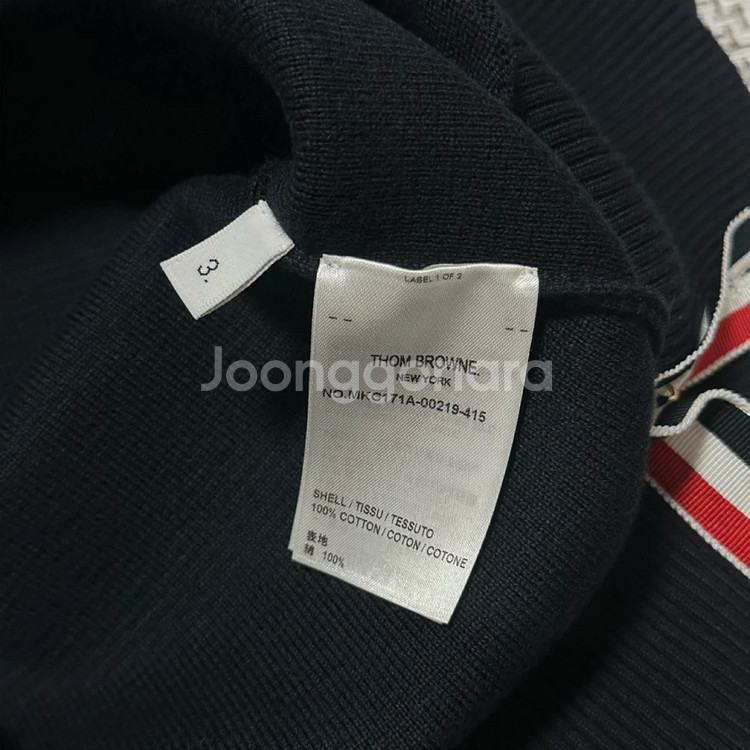 3.
LABEL 1 OF 2
THOM BROWNE.
NEW YORK
NO.MKC171A-00219-415
SHELL / TISSU / TESSUTO
100% COTTON / COTON / COTONE
表地
綿 100%
Joonggonara